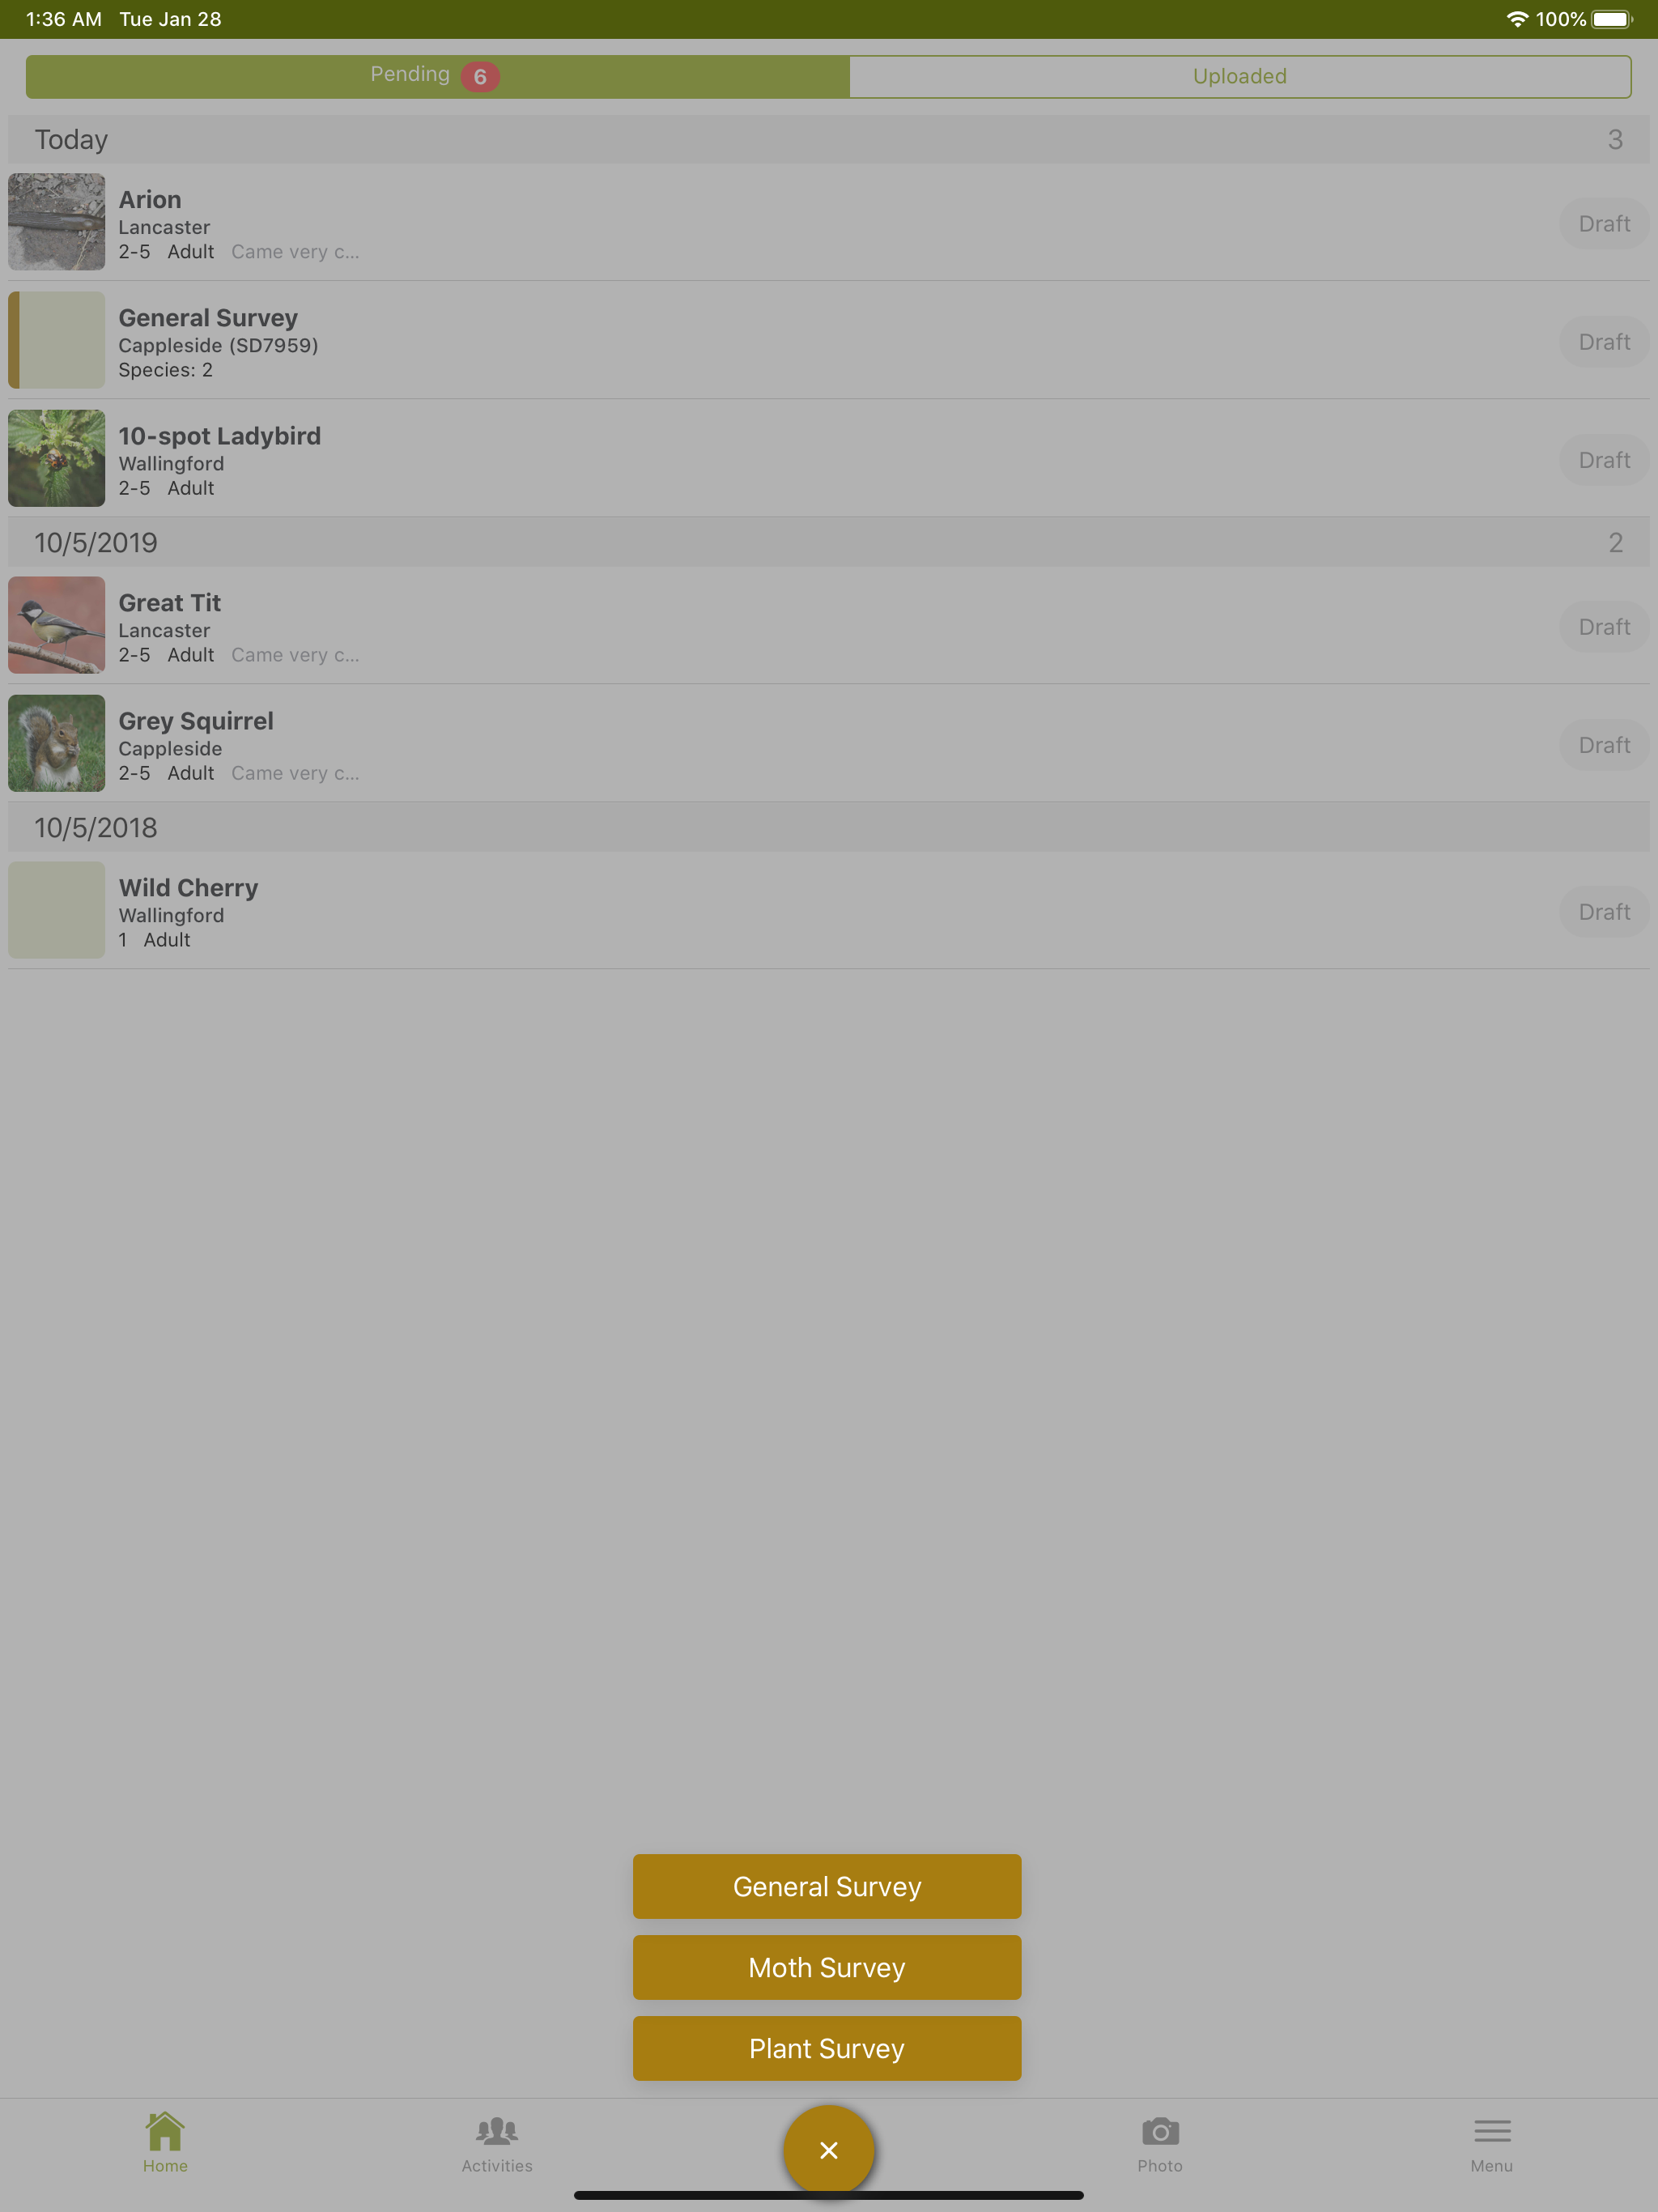 1:36 AM Tue Jan 28 100%
Pending 6 Uploaded
Today 3
Arion
Lancaster
2-5 Adult Came very c...
Draft
General Survey
Cappleside (SD7959)
Species: 2
Draft
10-spot Ladybird
Wallingford
2-5 Adult
Draft
10/5/2019 2
Great Tit
Lancaster
2-5 Adult Came very c...
Draft
Grey Squirrel
Cappleside
2-5 Adult Came very c...
Draft
10/5/2018
Wild Cherry
Wallingford
1 Adult
Draft
General Survey
Moth Survey
Plant Survey
Home Activities Photo Menu